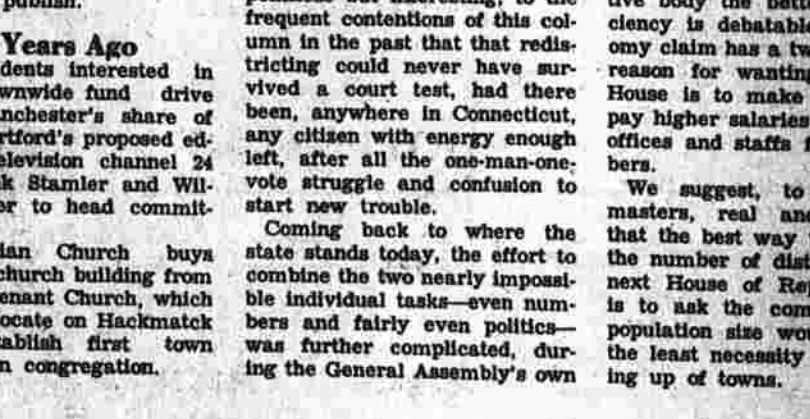 publish.
Years Ago
dents interested in
wnwide fund drive
nchester's share of
rtford's proposed ed-
elevision channel 24
k Stamler and Wil-
er to head commit-
ian Church buys
church building from
enant Church, which
ocate on Hackmatck
tablish first town
n congregation.
frequent contentions of this col-
umn in the past that that redis-
tricting could never have sur-
vived a court test, had there
been, anywhere in Connecticut,
any citizen with energy enough
left, after all the one-man-one-
vote struggle and confusion to
start new trouble.
Coming back to where the
state stands today, the effort to
combine the two nearly impossi-
ble individual tasks—even num-
bers and fairly even politics—
was further complicated, dur-
ing the General Assembly's own
ciency is debatabl
omy claim has a tw
reason for wantin
House is to make
pay higher salaries
offices and staffs f
bers.
We suggest, to
masters, real an
that the best way
the number of dist
next House of Re
is to ask the com
population size wo
the least necessity
ing up of towns.